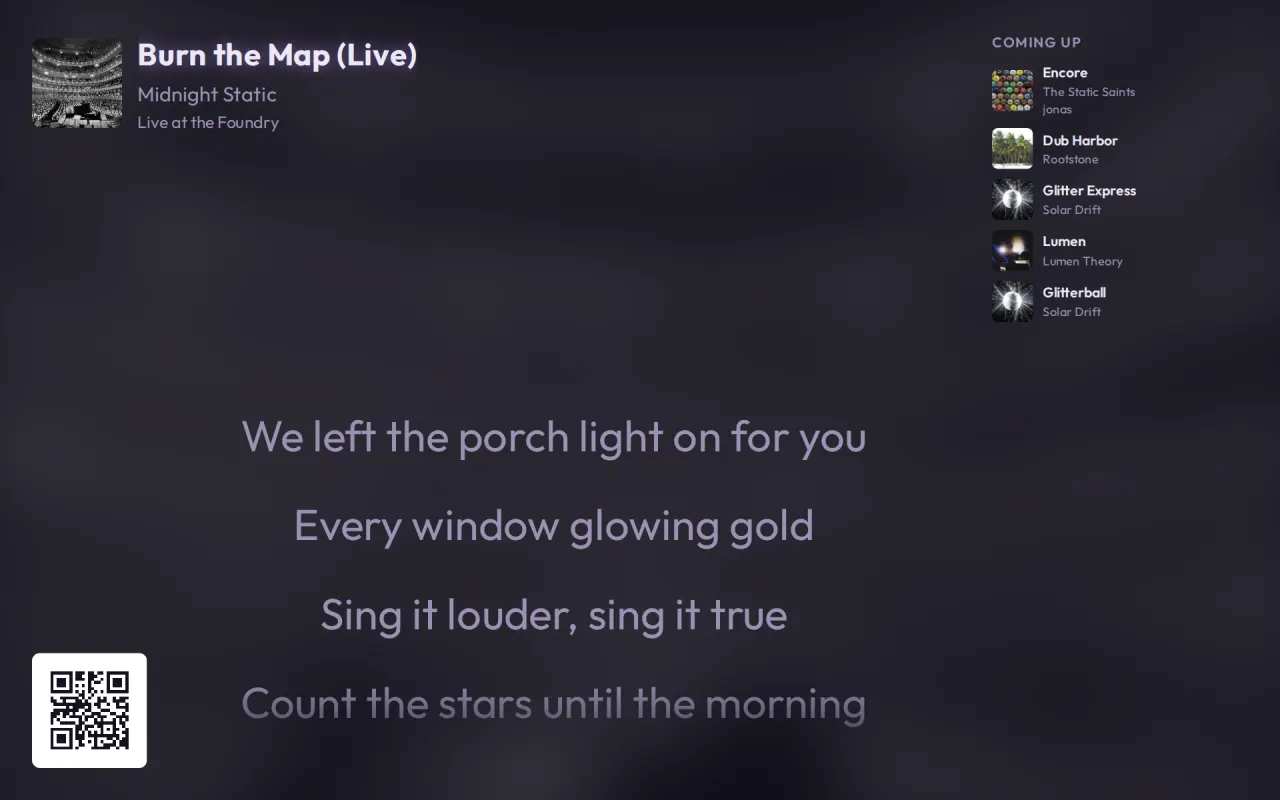 Burn the Map (Live)
Midnight Static
Live at the Foundry
COMING UP
Encore
The Static Saints
jonas
Dub Harbor
Rootstone
Glitter Express
Solar Drift
Lumen
Lumen Theory
Glitterball
Solar Drift
We left the porch light on for you
Every window glowing gold
Sing it louder, sing it true
Count the stars until the morning